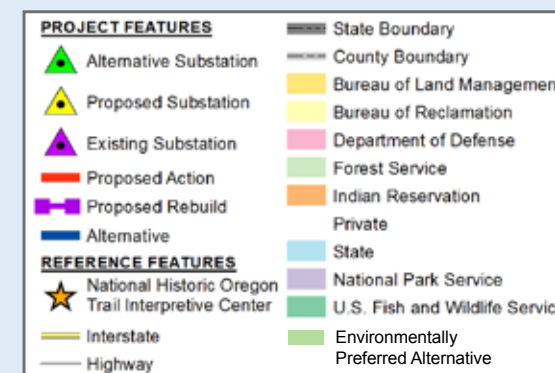 PROJECT FEATURES
Alternative Substation
Proposed Substation
Existing Substation
Proposed Action
Proposed Rebuild
Alternative
REFERENCE FEATURES
National Historic Oregon
Trail Interpretive Center
Interstate
Highway
State Boundary
County Boundary
Bureau of Land Managemen
Bureau of Reclamation
Department of Defense
Forest Service
Indian Reservation
Private
State
National Park Service
U.S. Fish and Wildlife Servic
Environmentally
Preferred Alternative